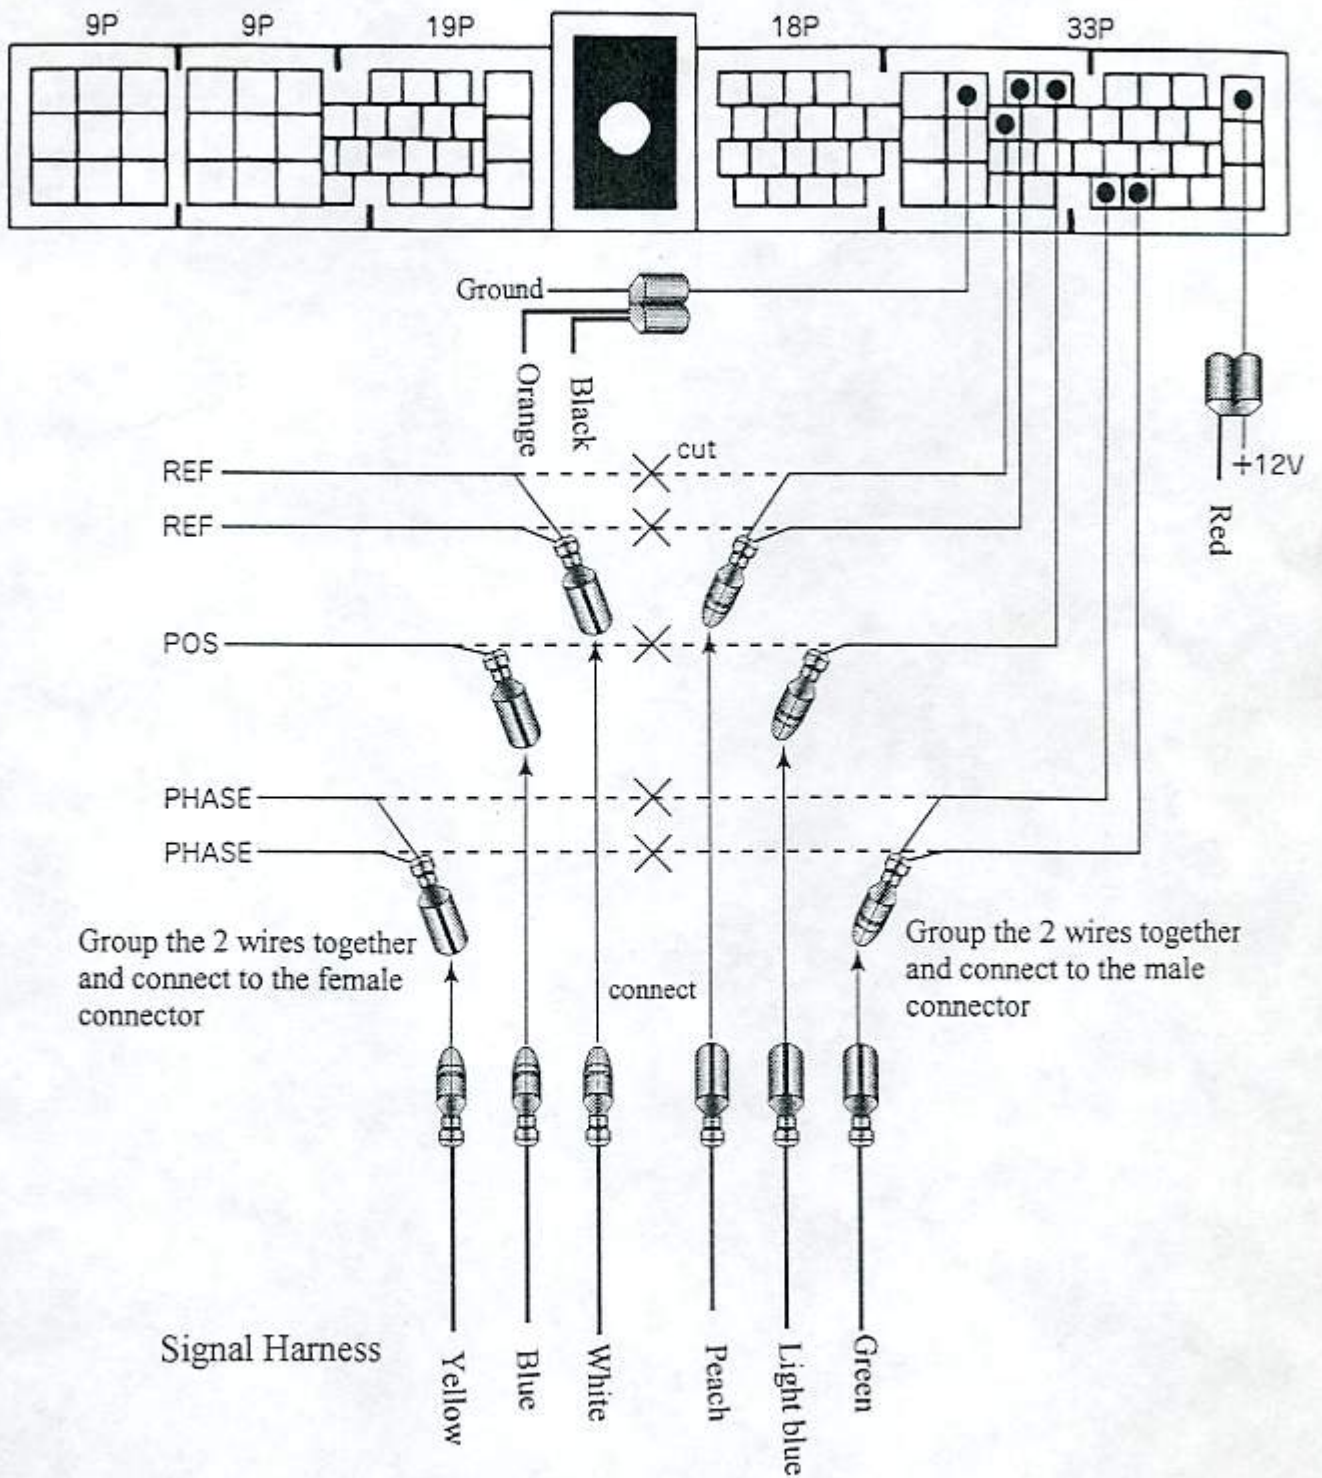 9P
9P
19P
18P
33P
Ground
Orange
Black
REF
cut
+12V
REF
Red
POS
PHASE
PHASE
Group the 2 wires together
and connect to the female
connector
Group the 2 wires together
and connect to the male
connector
connect
Signal Harness
Yellow
Blue
White
Peach
Light blue
Green